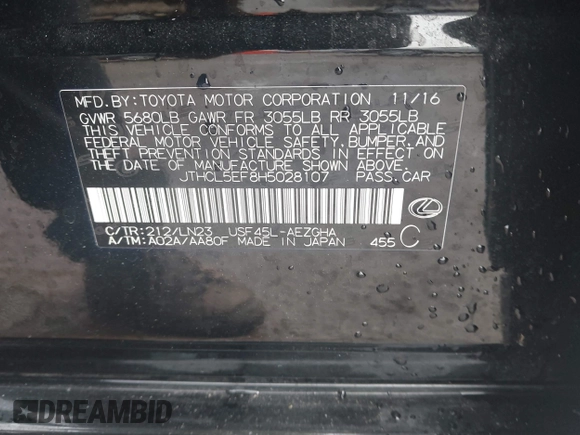 MFD.BY:TOYOTA MOTOR CORPORATION 11/16
GVWR 5680LB GAWR FR 3055LB RR 3055LB
THIS VEHICLE CONFORMS TO ALL APPLICABLE
FEDERAL MOTOR VEHICLE SAFETY,BUMPER,AND
THEFT PREVENTION STANDARDS IN EFFECT ON
THE DATE OF MANUFACTURE SHOWN ABOVE.
JTHCL5EF8H5028107 PASS.CAR
C/TR:212/LN23 USF45L-AEZGHA
A/TM:A02A/AA80F MADE IN JAPAN 455 C
DREAMBID